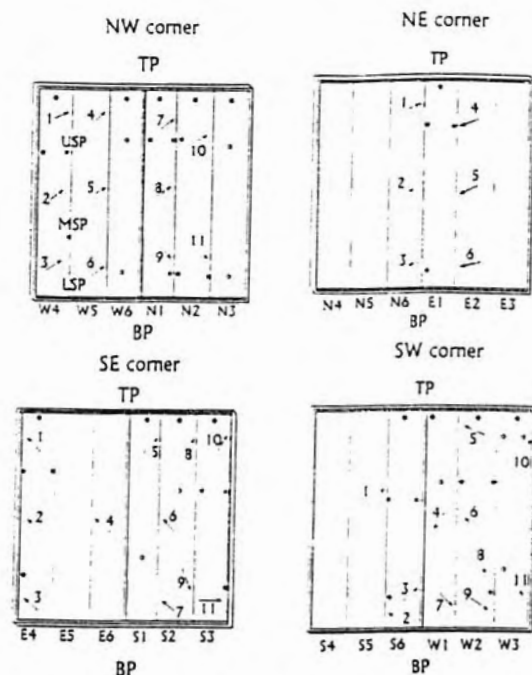 NW corner
TP
1 4 7 10
USP
2 5 8
MSP
3 6 9 11
LSP
W4 W5 W6 N1 N2 N3
BP
NE corner
TP
1 4
2 5
3 6
N4 N5 N6 E1 E2 E3
BP
SE corner
TP
1 5 8 10
2 4 6
3 9
7 11
E4 E5 E6 S1 S2 S3
BP
SW corner
TP
5
10
1
4 6
8
3 11
2 7 9
S4 S5 S6 W1 W2 W3
BP